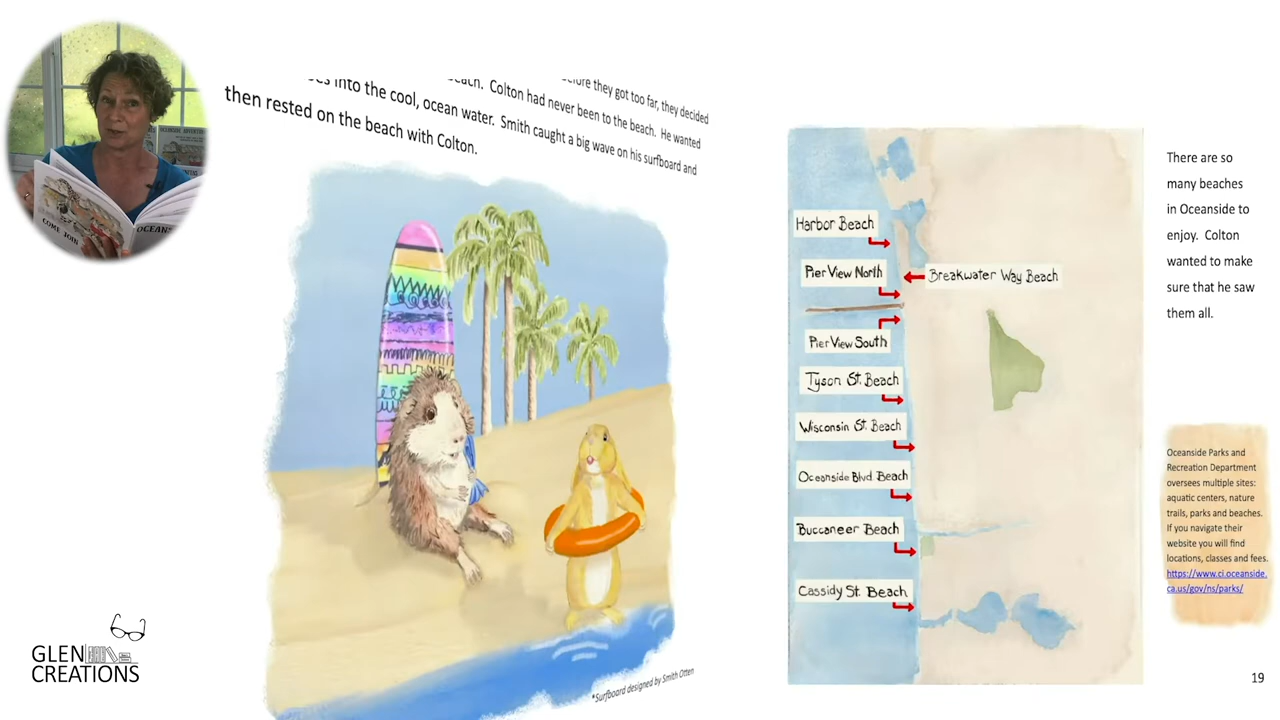 before they got too far, they decided
beach. Colton had never been to the beach. He wanted
into the cool, ocean water. Smith caught a big wave on his surfboard and
then rested on the beach with Colton.
*Surfboard designed by Smith Otten
Harbor Beach
Pier View North
Breakwater Way Beach
Pier View South
Tyson St. Beach
Wisconsin St. Beach
Oceanside Blvd Beach
Buccaneer Beach
Cassidy St. Beach
There are so
many beaches
in Oceanside to
enjoy. Colton
wanted to make
sure that he saw
them all.
Oceanside Parks and
Recreation Department
oversees multiple sites:
aquatic centers, nature
trails, parks and beaches.
If you navigate their
website you will find
locations, classes and fees.
https://www.ci.oceanside.
ca.us/gov/ns/parks/
19
COME JOIN
OCEANS
GLEN
CREATIONS